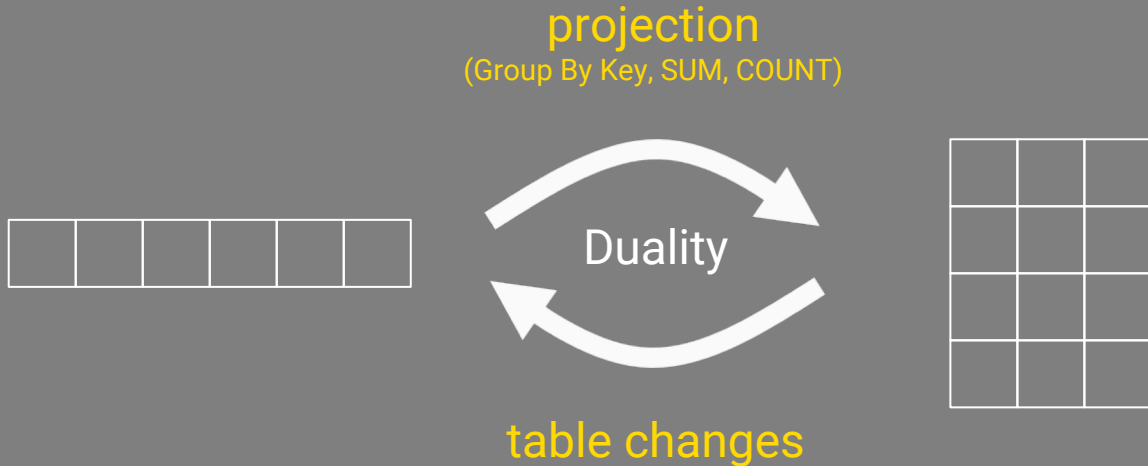 projection
(Group By Key, SUM, COUNT)
Duality
table changes